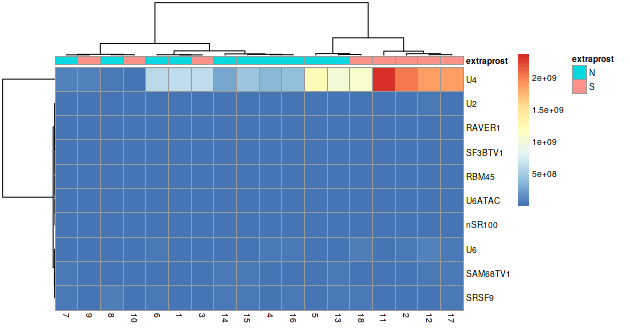 extraprost
U4
U2
RAVER1
SF3BTV1
RBM45
U6ATAC
nSR100
U6
SAM68TV1
SRSF9
7 9 8 10 6 1 3 14 15 4 16 5 13 18 11 2 12 17
2e+09
1.5e+09
1e+09
5e+08
extraprost
N
S